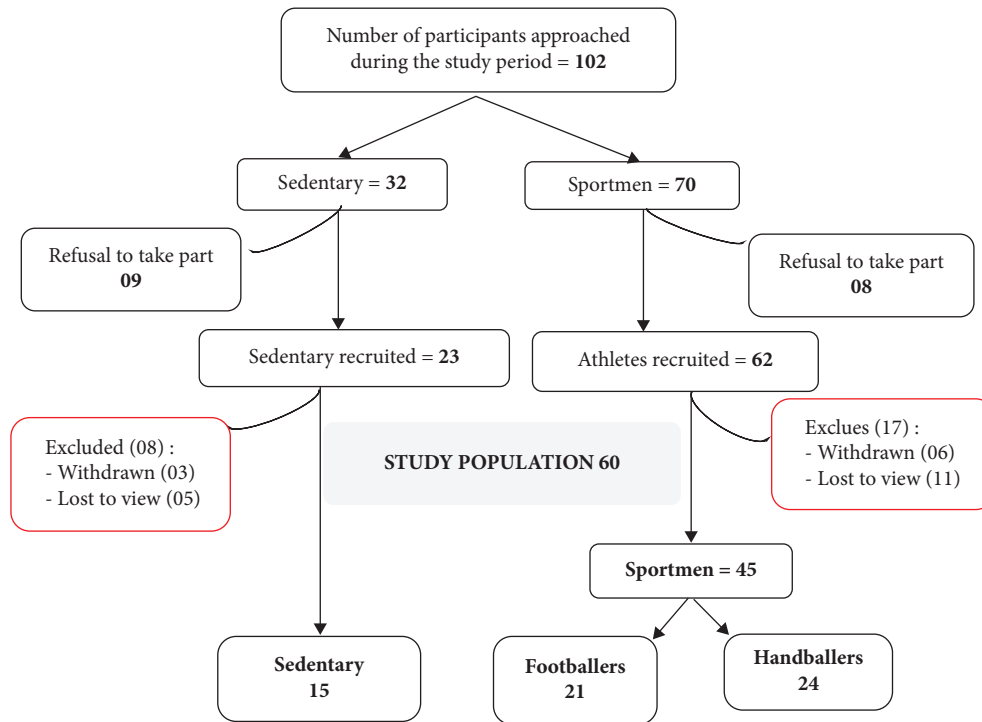 Number of participants approached
during the study period = 102
Sedentary = 32
Sportmen = 70
Refusal to take part
09
Refusal to take part
08
Sedentary recruited = 23
Athletes recruited = 62
Excluded (08) :
- Withdrawn (03)
- Lost to view (05)
STUDY POPULATION 60
Exclues (17) :
- Withdrawn (06)
- Lost to view (11)
Sportmen = 45
Sedentary
15
Footballers
21
Handballers
24